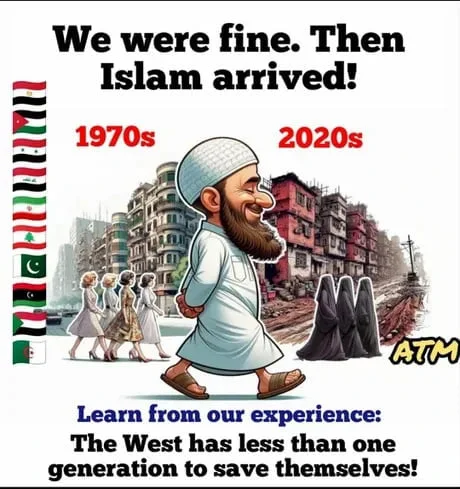 We were fine. Then
Islam arrived!
1970s
2020s
ATM
Learn from our experience:
The West has less than one
generation to save themselves!